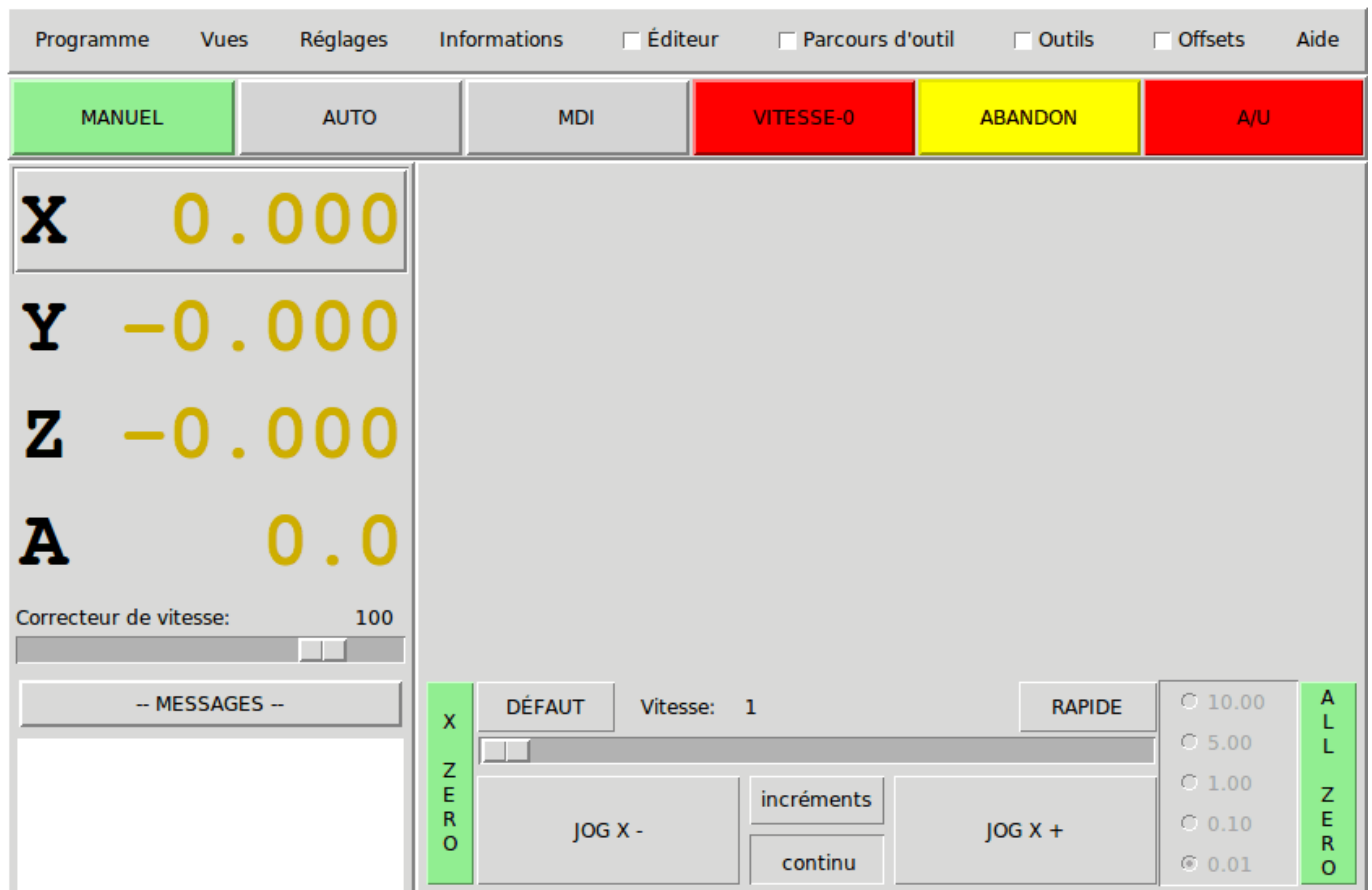 Programme Vues Réglages Informations Éditeur Parcours d'outil Outils Offsets Aide
MANUEL AUTO MDI VITESSE-0 ABANDON A/U
X 0.000
Y -0.000
Z -0.000
A 0.0
Correcteur de vitesse: 100
-- MESSAGES --
X ZERO
DÉFAUT Vitesse: 1 RAPIDE
JOG X -
incréments
continu
JOG X +
10.00
5.00
1.00
0.10
0.01
ALL ZERO